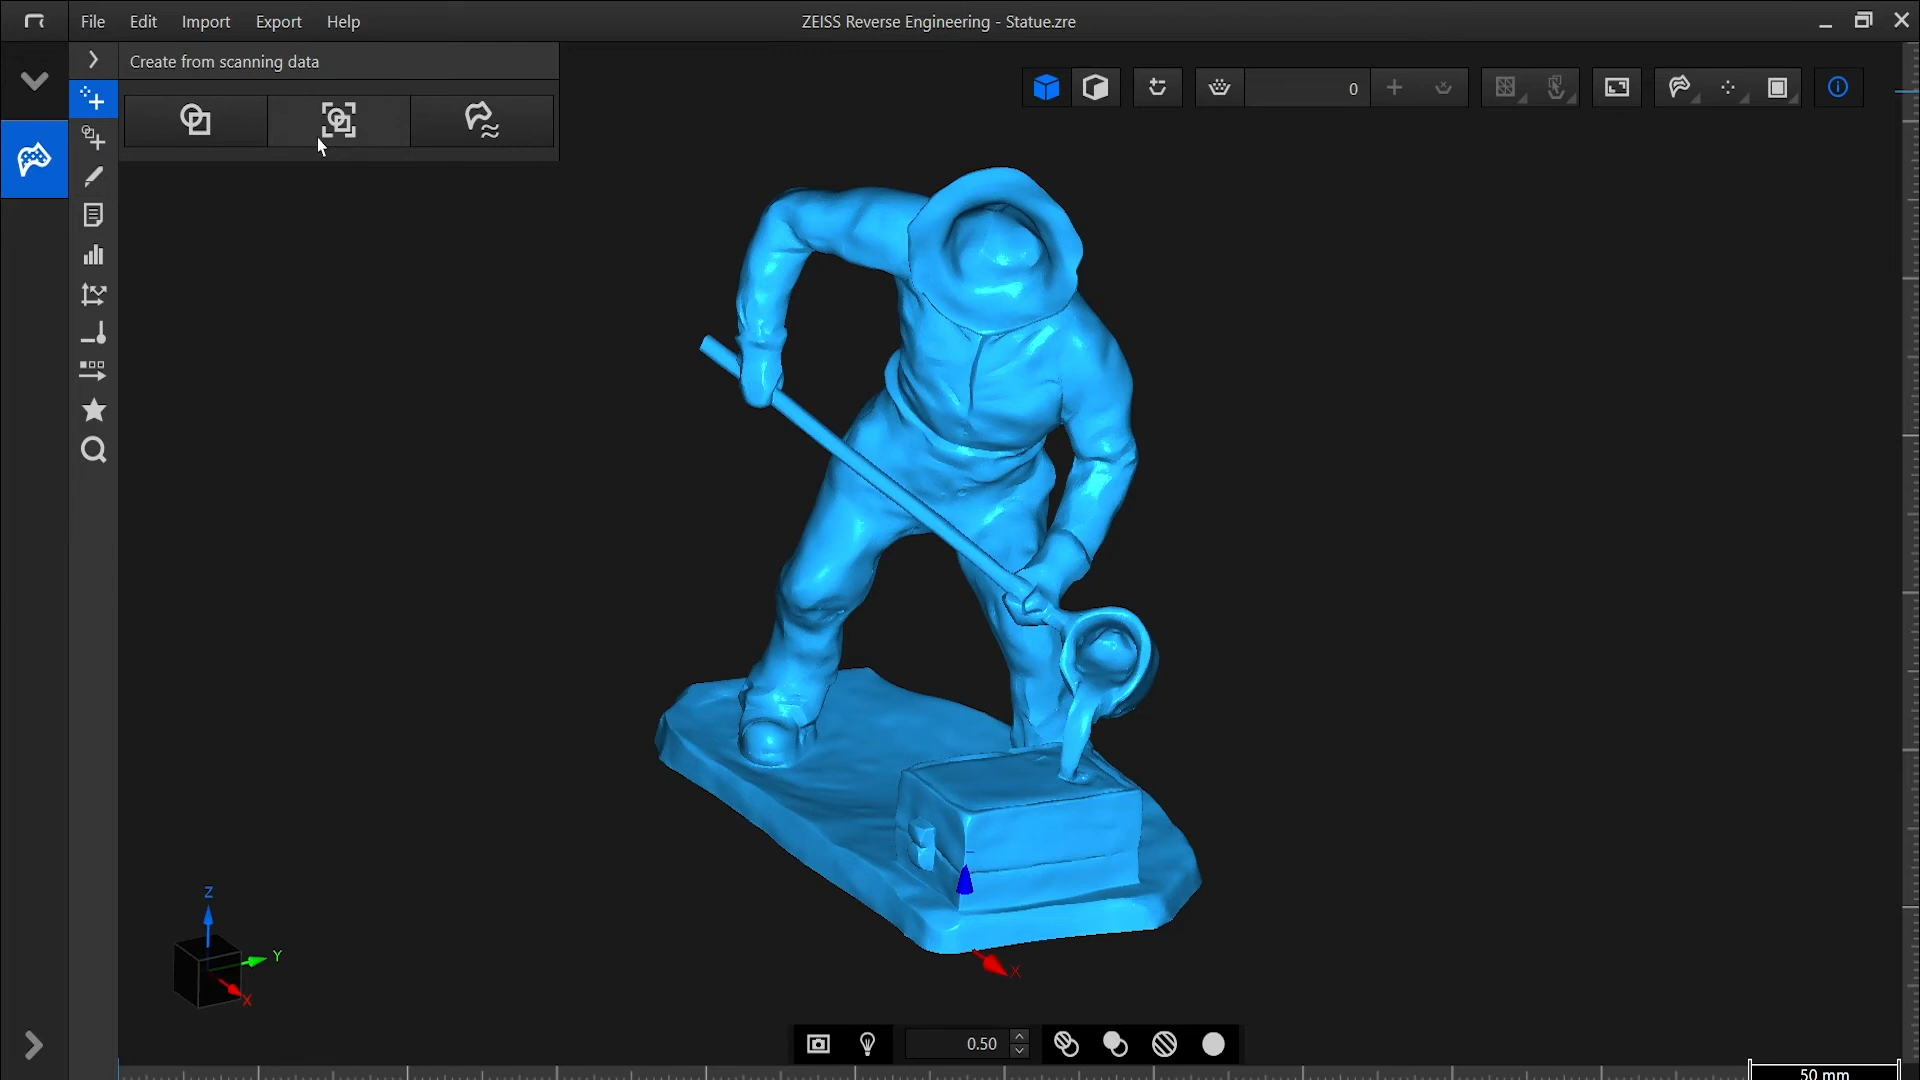 File Edit Import Export Help
ZEISS Reverse Engineering - Statue.zre
Create from scanning data
0
Z
Y
X
X
0.50
50 mm